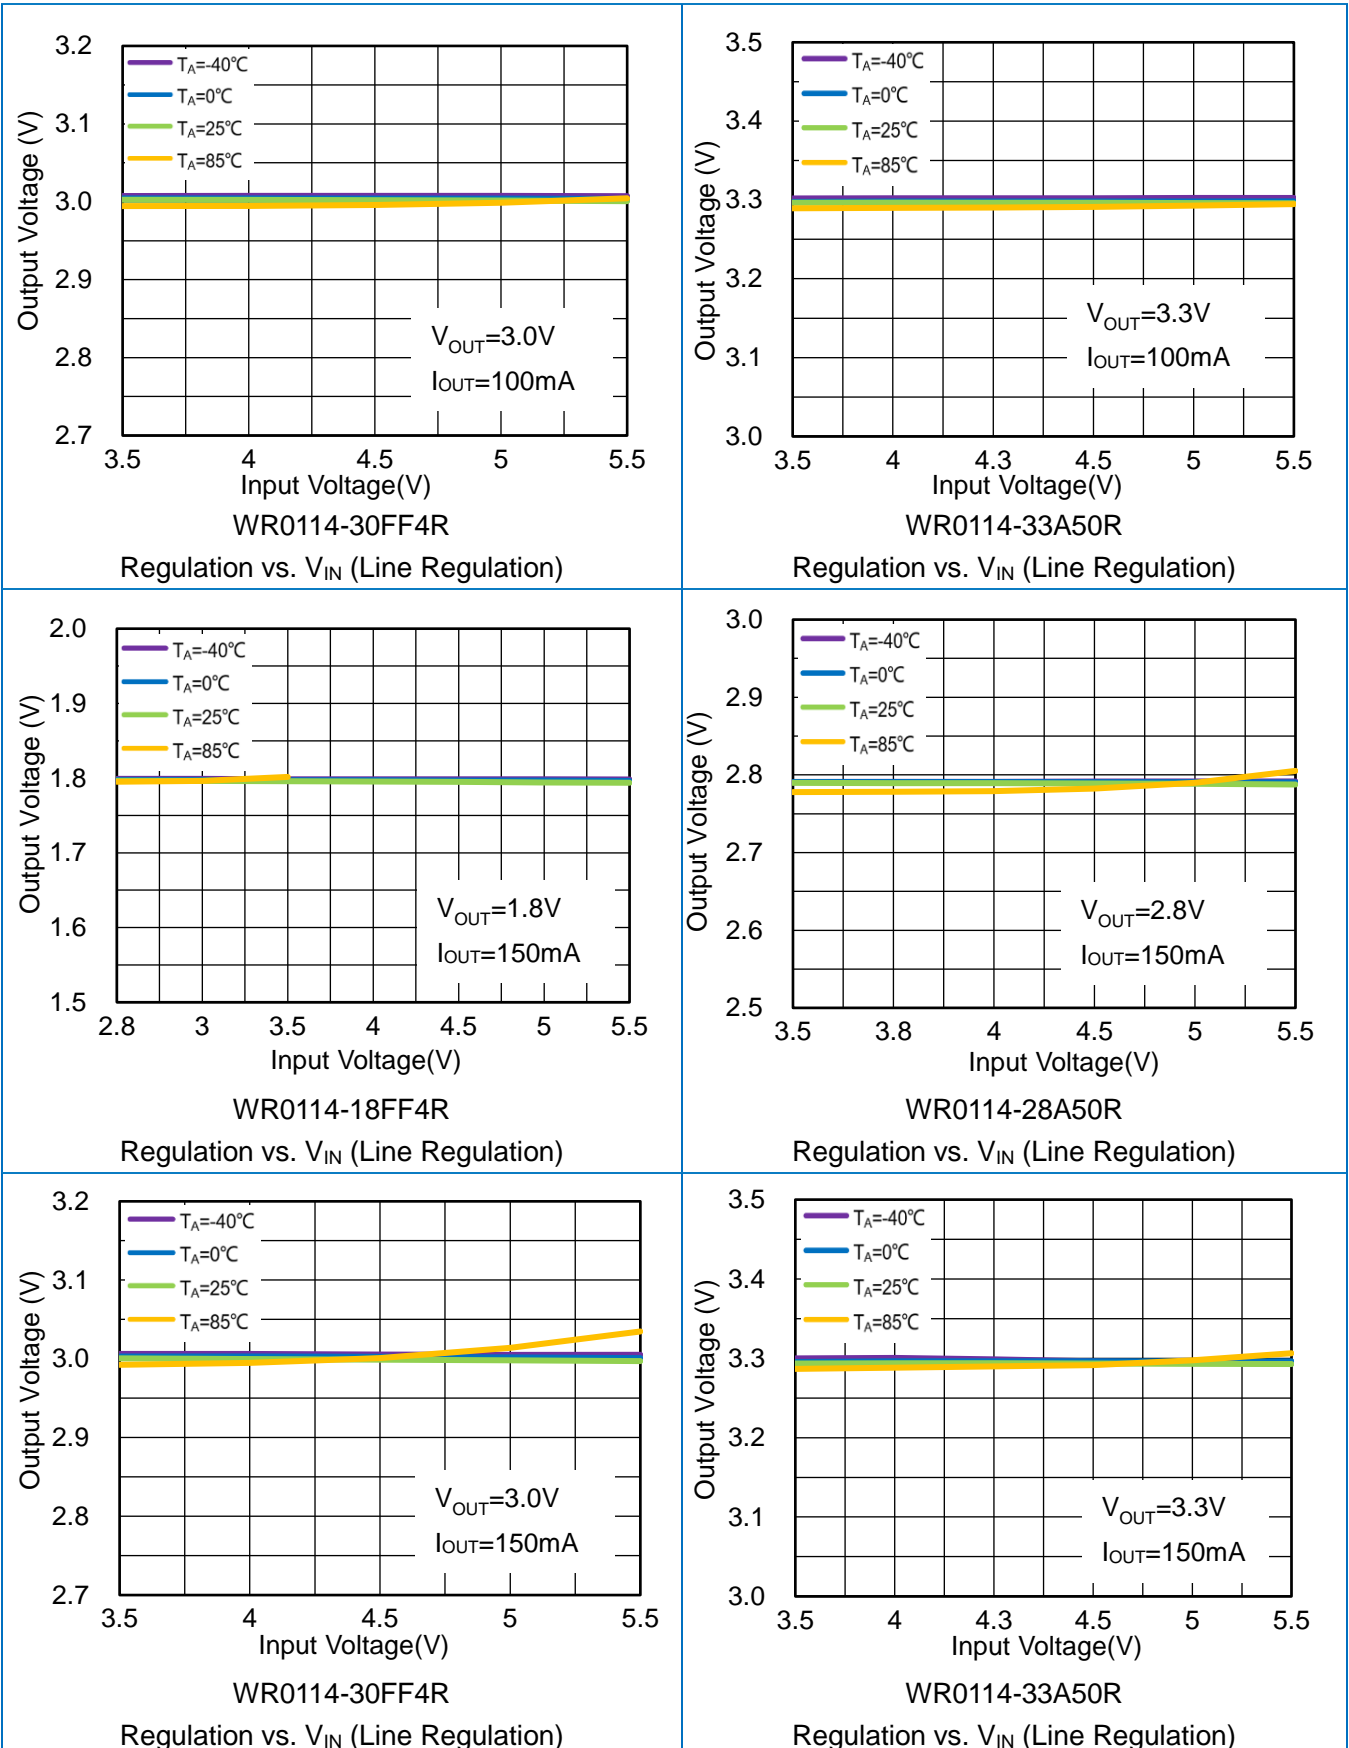 3.2
3.1
3.0
2.9
2.8
2.7
Output Voltage (V)
T_A=-40℃
T_A=0℃
T_A=25℃
T_A=85℃
V_OUT=3.0V
I_OUT=100mA
3.5 4 4.5 5 5.5
Input Voltage(V)
WR0114-30FF4R
Regulation vs. V_IN (Line Regulation)
3.5
3.4
3.3
3.2
3.1
3.0
Output Voltage (V)
T_A=-40℃
T_A=0℃
T_A=25℃
T_A=85℃
V_OUT=3.3V
I_OUT=100mA
3.5 4 4.3 4.5 5 5.5
Input Voltage(V)
WR0114-33A50R
Regulation vs. V_IN (Line Regulation)
2.0
1.9
1.8
1.7
1.6
1.5
Output Voltage (V)
T_A=-40℃
T_A=0℃
T_A=25℃
T_A=85℃
V_OUT=1.8V
I_OUT=150mA
2.8 3 3.5 4 4.5 5 5.5
Input Voltage(V)
WR0114-18FF4R
Regulation vs. V_IN (Line Regulation)
3.0
2.9
2.8
2.7
2.6
2.5
Output Voltage (V)
T_A=-40℃
T_A=0℃
T_A=25℃
T_A=85℃
V_OUT=2.8V
I_OUT=150mA
3.5 3.8 4 4.5 5 5.5
Input Voltage(V)
WR0114-28A50R
Regulation vs. V_IN (Line Regulation)
3.2
3.1
3.0
2.9
2.8
2.7
Output Voltage (V)
T_A=-40℃
T_A=0℃
T_A=25℃
T_A=85℃
V_OUT=3.0V
I_OUT=150mA
3.5 4 4.5 5 5.5
Input Voltage(V)
WR0114-30FF4R
Regulation vs. V_IN (Line Regulation)
3.5
3.4
3.3
3.2
3.1
3.0
Output Voltage (V)
T_A=-40℃
T_A=0℃
T_A=25℃
T_A=85℃
V_OUT=3.3V
I_OUT=150mA
3.5 4 4.3 4.5 5 5.5
Input Voltage(V)
WR0114-33A50R
Regulation vs. V_IN (Line Regulation)